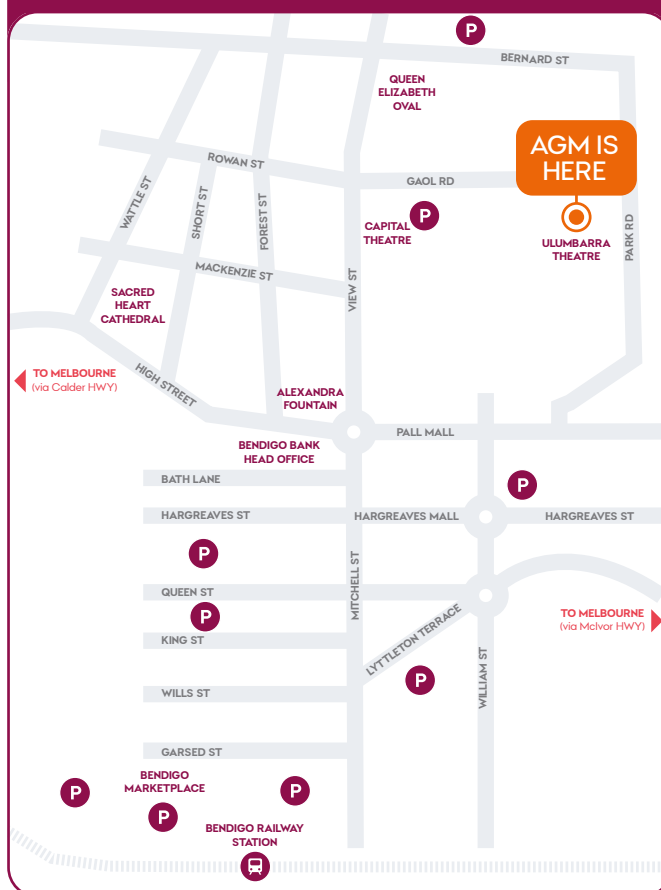 P
BERNARD ST
QUEEN
ELIZABETH
OVAL
AGM IS
HERE
ROWAN ST
GAOL RD
WATTLE ST
SHORT ST
FOREST ST
CAPITAL
THEATRE
P
ULUMBARRA
THEATRE
PARK RD
MACKENZIE ST
VIEW ST
SACRED
HEART
CATHEDRAL
TO MELBOURNE
(via Calder HWY)
HIGH STREET
ALEXANDRA
FOUNTAIN
PALL MALL
BENDIGO BANK
HEAD OFFICE
BATH LANE
P
HARGREAVES ST
HARGREAVES MALL
HARGREAVES ST
P
MITCHELL ST
QUEEN ST
P
LYTTLETON TERRACE
TO MELBOURNE
(via McIvor HWY)
KING ST
WILLIAM ST
P
WILLS ST
GARSED ST
BENDIGO
MARKETPLACE
P
P
P
BENDIGO RAILWAY
STATION